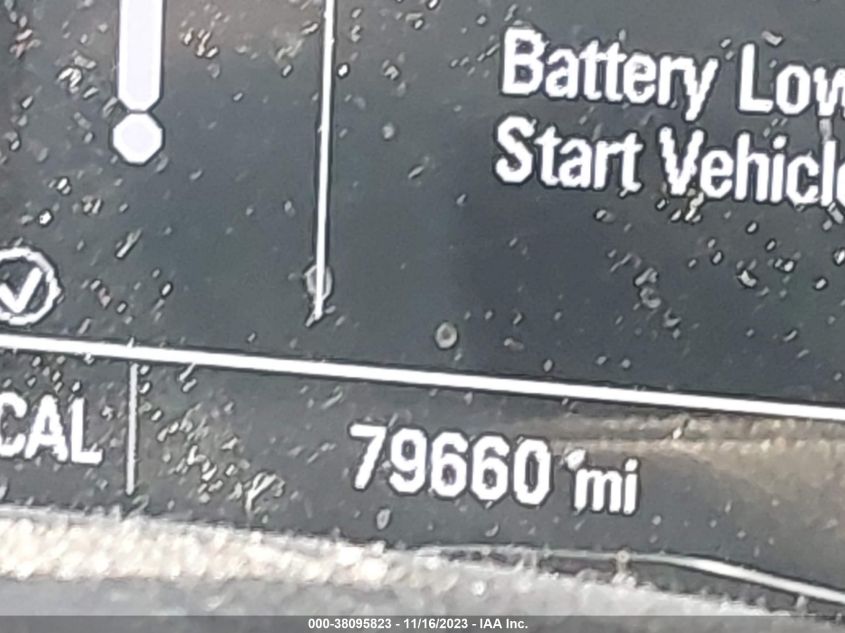 Battery Low
Start Vehicle
CAL
79660 mi
000-38095823 - 11/16/2023 - IAA Inc.